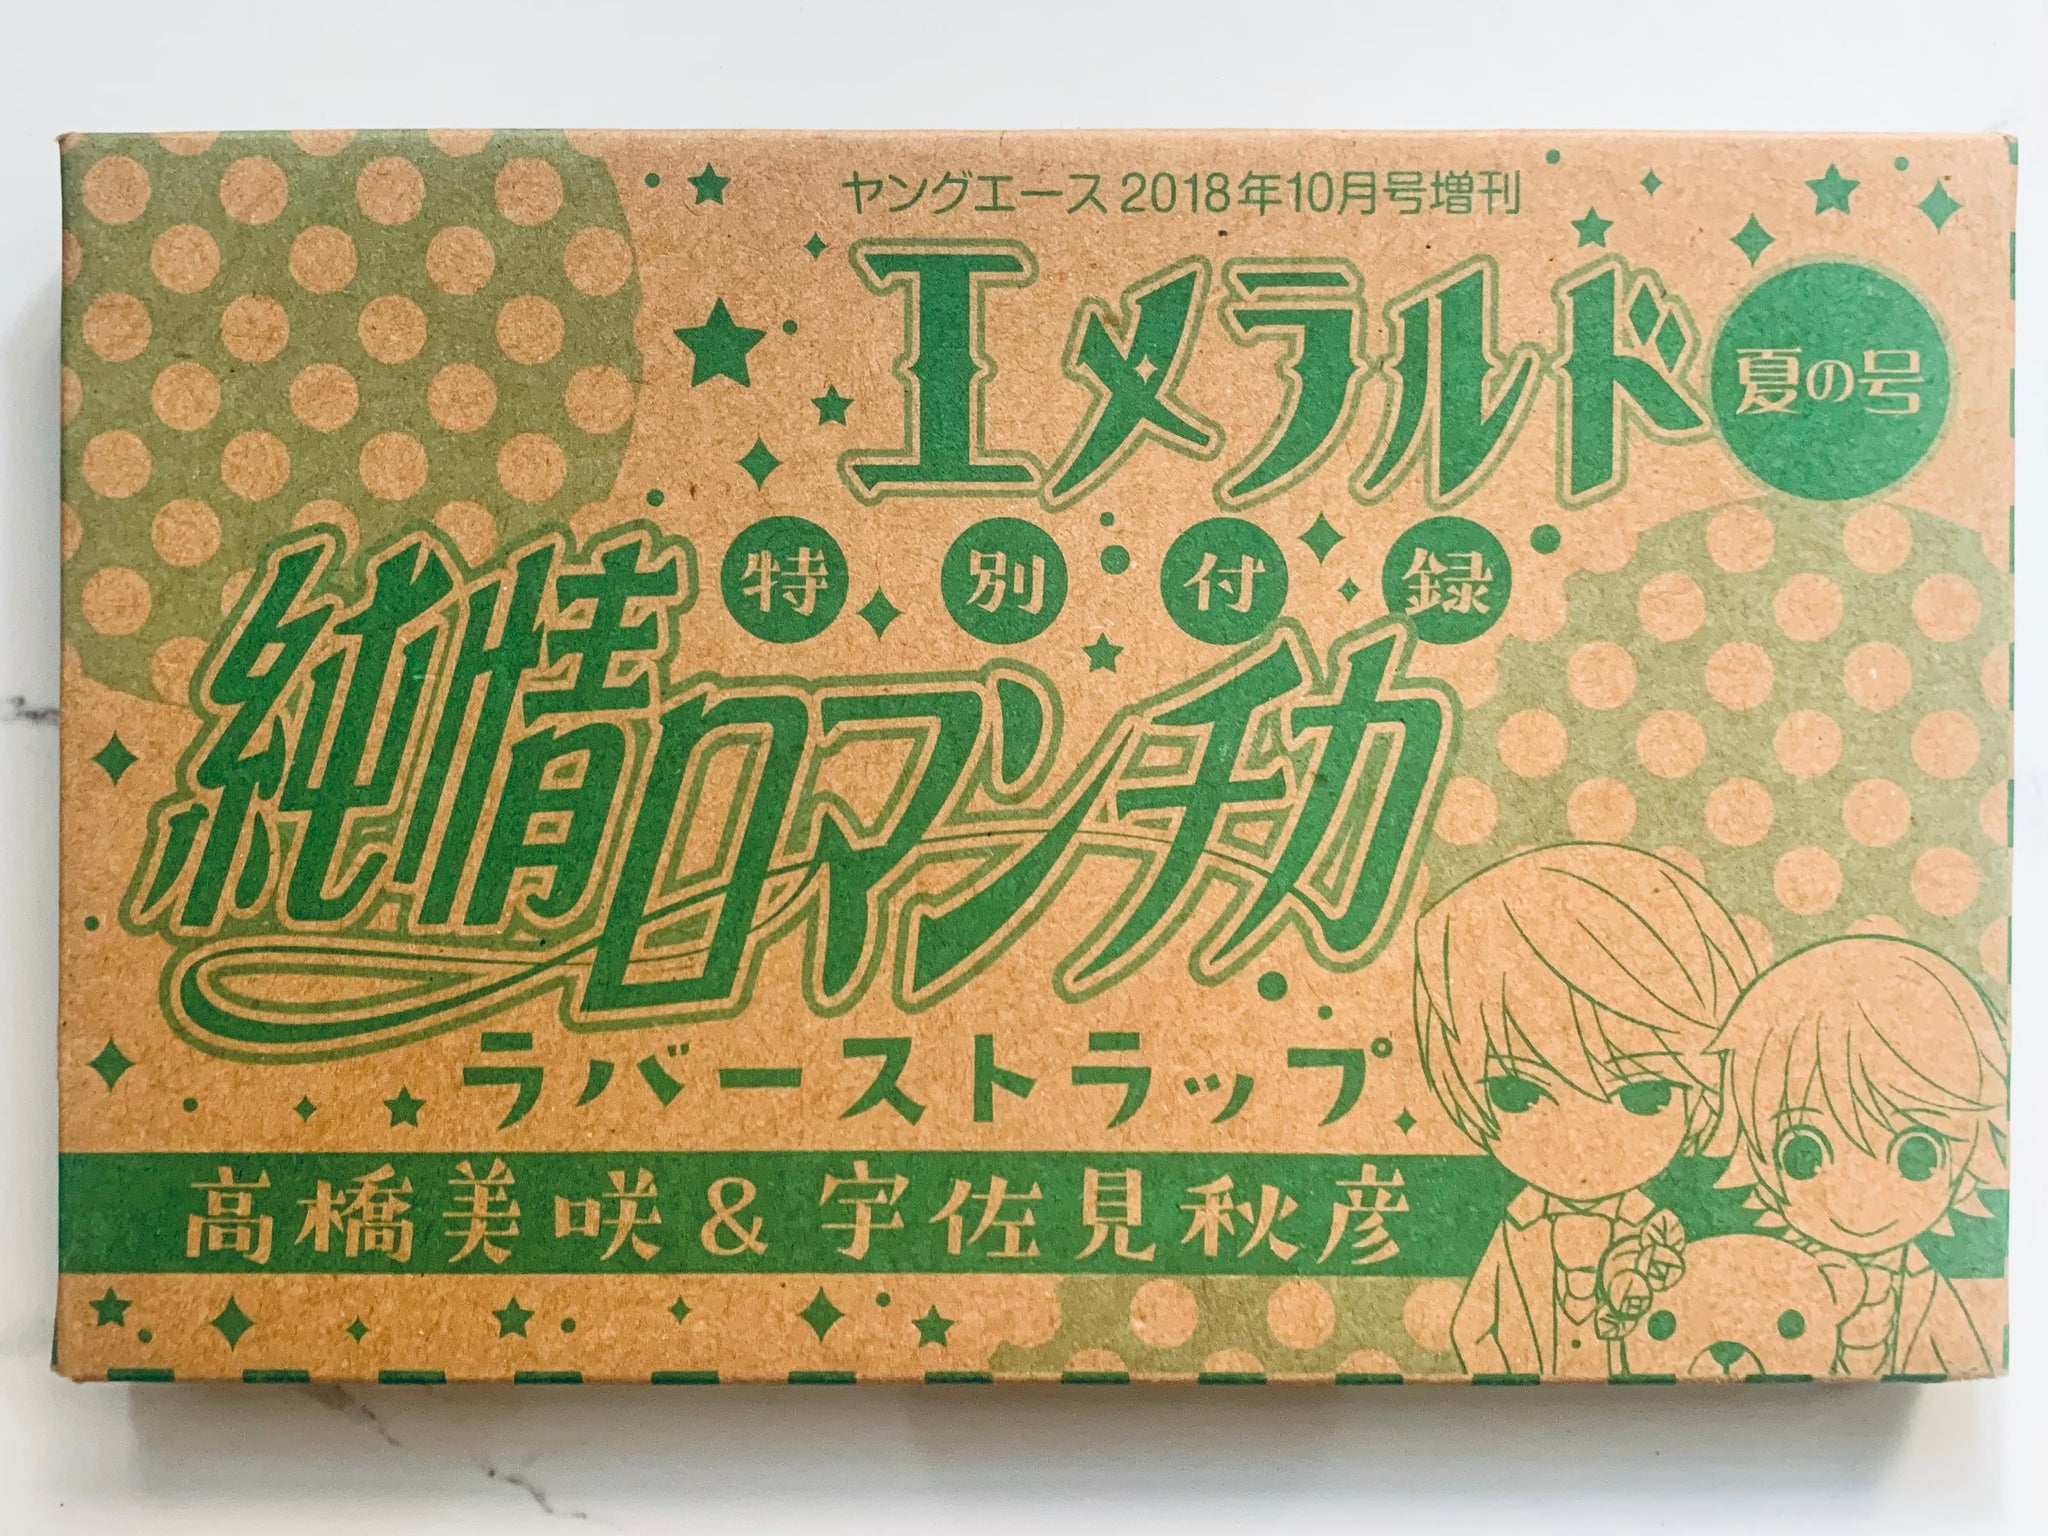 ヤングエース2018年10月号増刊
エメラルド 夏の号
特別付録
純情ロマンチカ
ラバーストラップ
高橋美咲&宇佐見秋彦